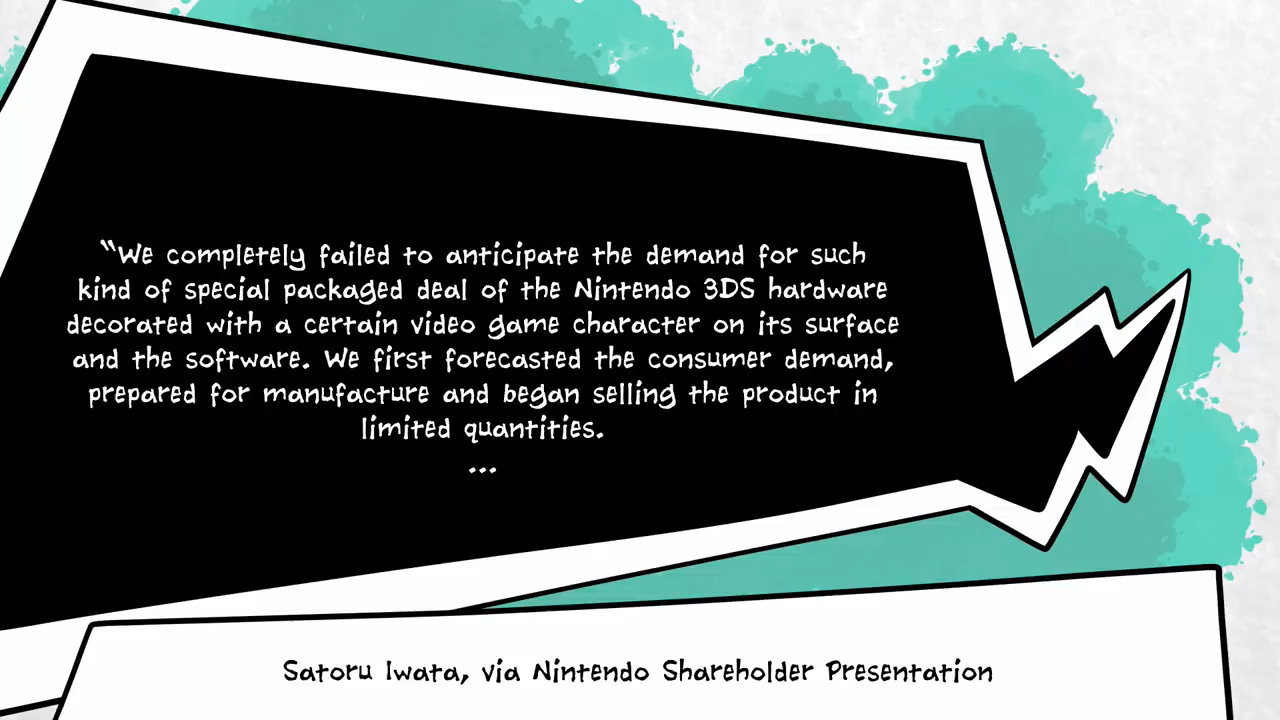 “We completely failed to anticipate the demand for such
kind of special packaged deal of the Nintendo 3DS hardware
decorated with a certain video game character on its surface
and the software. We first forecasted the consumer demand,
prepared for manufacture and began selling the product in
limited quantities.
...
Satoru Iwata, via Nintendo Shareholder Presentation